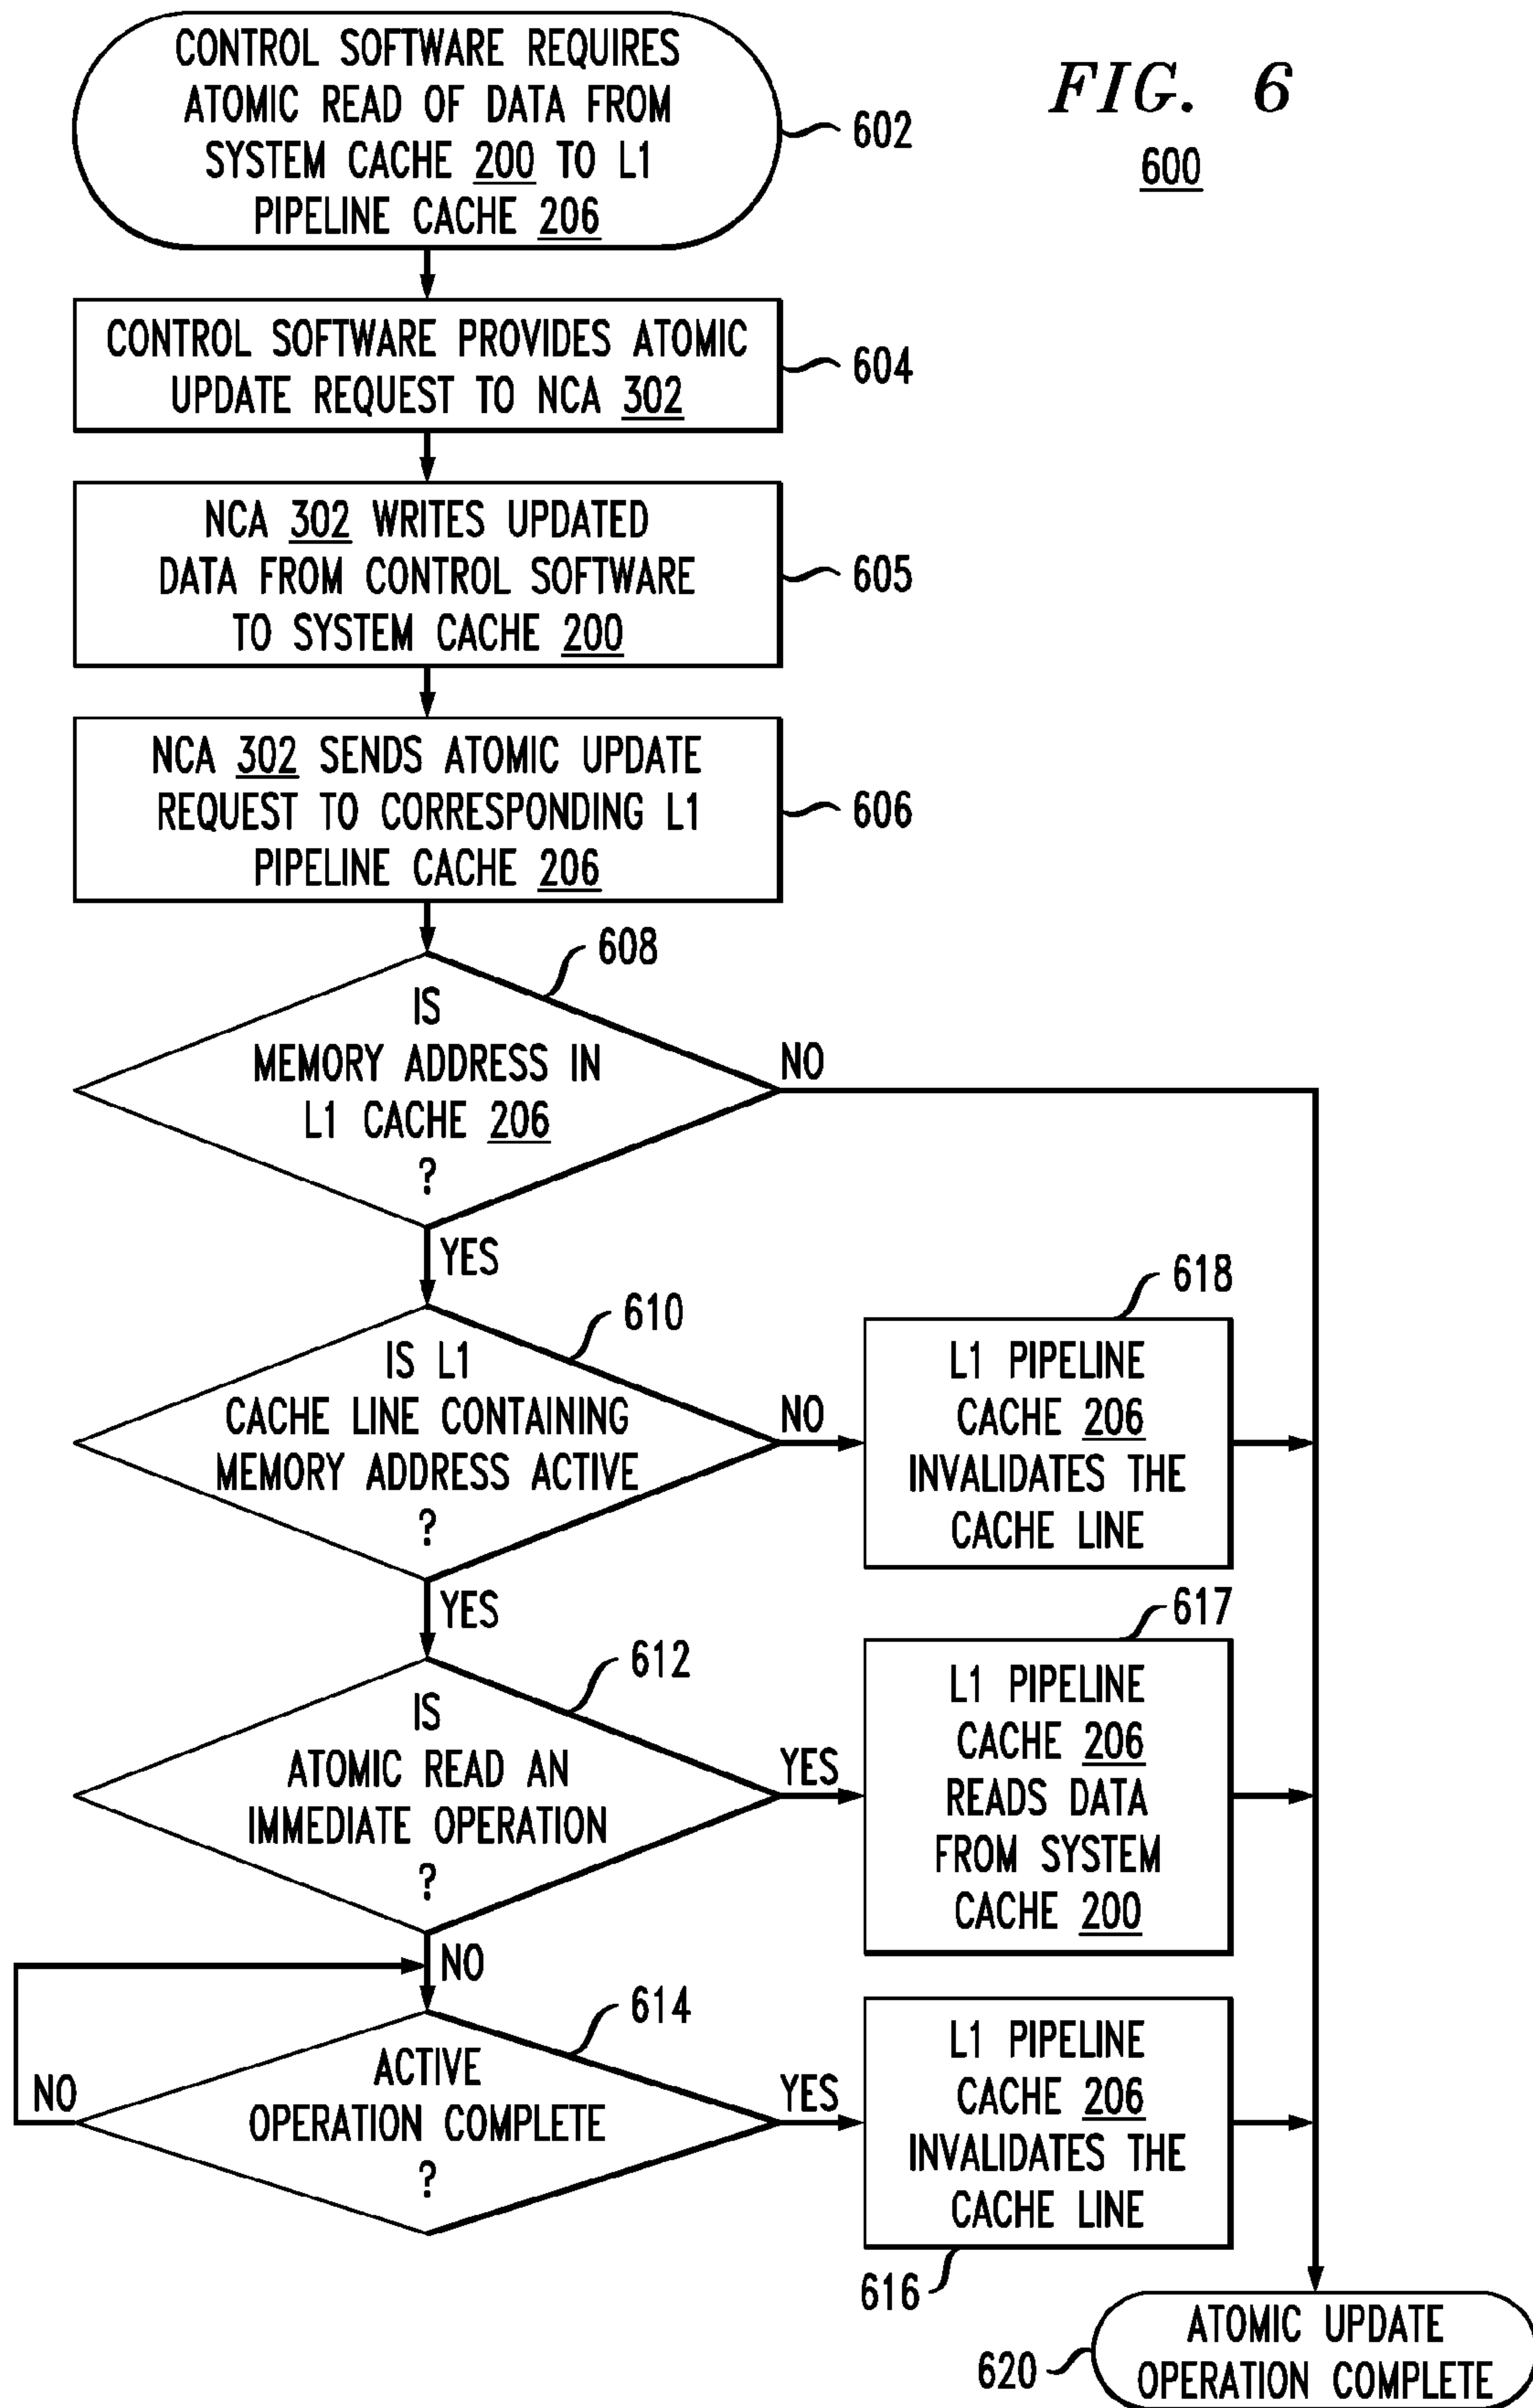 CONTROL SOFTWARE REQUIRES
ATOMIC READ OF DATA FROM
SYSTEM CACHE 200 TO L1
PIPELINE CACHE 206
602
FIG. 6
600
CONTROL SOFTWARE PROVIDES ATOMIC
UPDATE REQUEST TO NCA 302
604
NCA 302 WRITES UPDATED
DATA FROM CONTROL SOFTWARE
TO SYSTEM CACHE 200
605
NCA 302 SENDS ATOMIC UPDATE
REQUEST TO CORRESPONDING L1
PIPELINE CACHE 206
606
608
IS
MEMORY ADDRESS IN
L1 CACHE 206
?
NO
YES
610
IS L1
CACHE LINE CONTAINING
MEMORY ADDRESS ACTIVE
?
NO
618
L1 PIPELINE
CACHE 206
INVALIDATES THE
CACHE LINE
YES
612
IS
ATOMIC READ AN
IMMEDIATE OPERATION
?
YES
617
L1 PIPELINE
CACHE 206
READS DATA
FROM SYSTEM
CACHE 200
NO
614
ACTIVE
OPERATION COMPLETE
?
NO
YES
L1 PIPELINE
CACHE 206
INVALIDATES THE
CACHE LINE
616
620
ATOMIC UPDATE
OPERATION COMPLETE